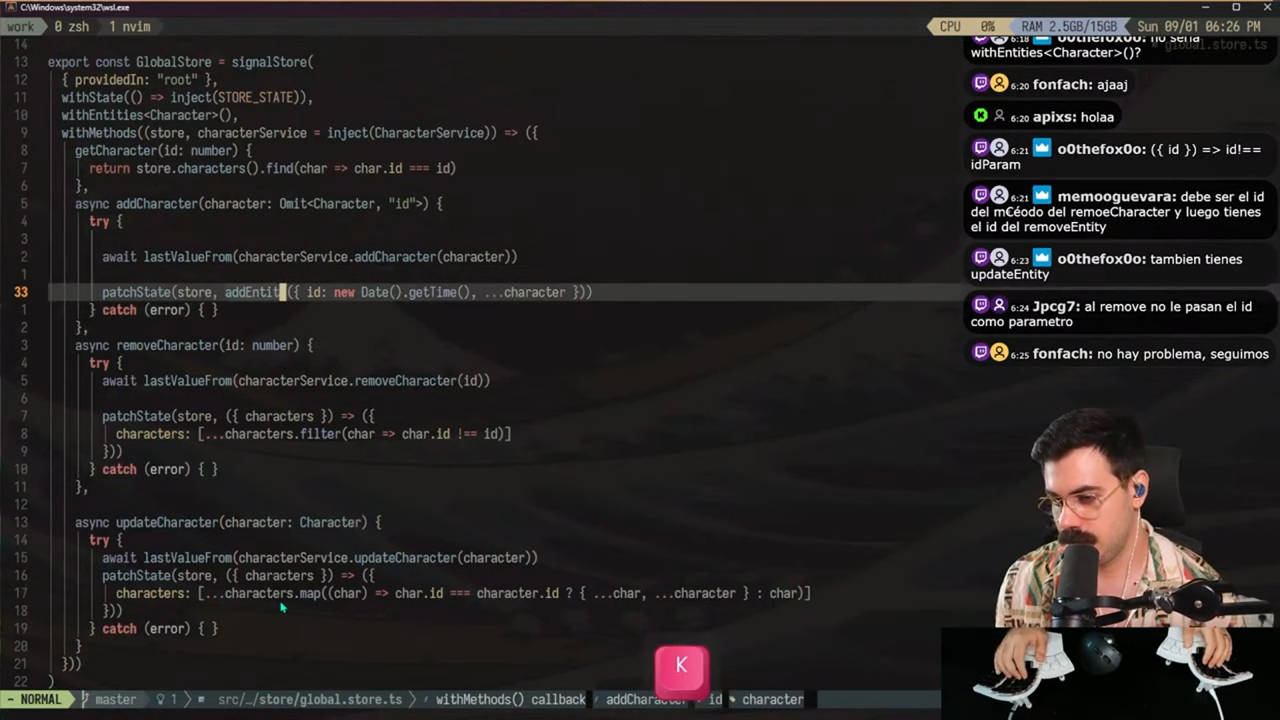 C:\Windows\system32\wsl.exe
work 0 zsh 1 nvim
CPU 0% RAM 2.5GB/15GB Sun 09/01 06:26 PM
14
13 export const GlobalStore = signalStore(
12 { providedIn: "root" },
11 withState(() => inject(STORE_STATE)),
10 withEntities<Character>(),
9 withMethods((store, characterService = inject(CharacterService)) => ({
8 getCharacter(id: number) {
7 return store.characters().find(char => char.id === id)
6 },
5 async addCharacter(character: Omit<Character, "id">) {
4 try {
3
2 await lastValueFrom(characterService.addCharacter(character))
1
33 patchState(store, addEntit({ id: new Date().getTime(), ...character }))
1 } catch (error) { }
2 },
3 async removeCharacter(id: number) {
4 try {
5 await lastValueFrom(characterService.removeCharacter(id))
6
7 patchState(store, ({ characters }) => ({
8 characters: [...characters.filter(char => char.id !== id)]
9 }))
10 } catch (error) { }
11 },
12
13 async updateCharacter(character: Character) {
14 try {
15 await lastValueFrom(characterService.updateCharacter(character))
16 patchState(store, ({ characters }) => ({
17 characters: [...characters.map((char) => char.id === character.id ? { ...char, ...character } : char)]
18 }))
19 } catch (error) { }
20 }
21 }))
22 )
~ NORMAL master 1 src/…/store/global.store.ts withMethods() callback addCharacter id character
global.store.ts
6:18 o0thefox0o: no seria
withEntities<Character>()?
6:20 fonfach: ajaaj
6:20 apixs: holaa
6:21 o0thefox0o: ({ id }) => id!==
idParam
6:21 memooguevara: debe ser el id
del m€éodo del remoeCharacter y luego tienes
el id del removeEntity
6:23 o0thefox0o: tambien tienes
updateEntity
6:24 Jpcg7: al remove no le pasan el id
como parametro
6:25 fonfach: no hay problema, seguimos
K